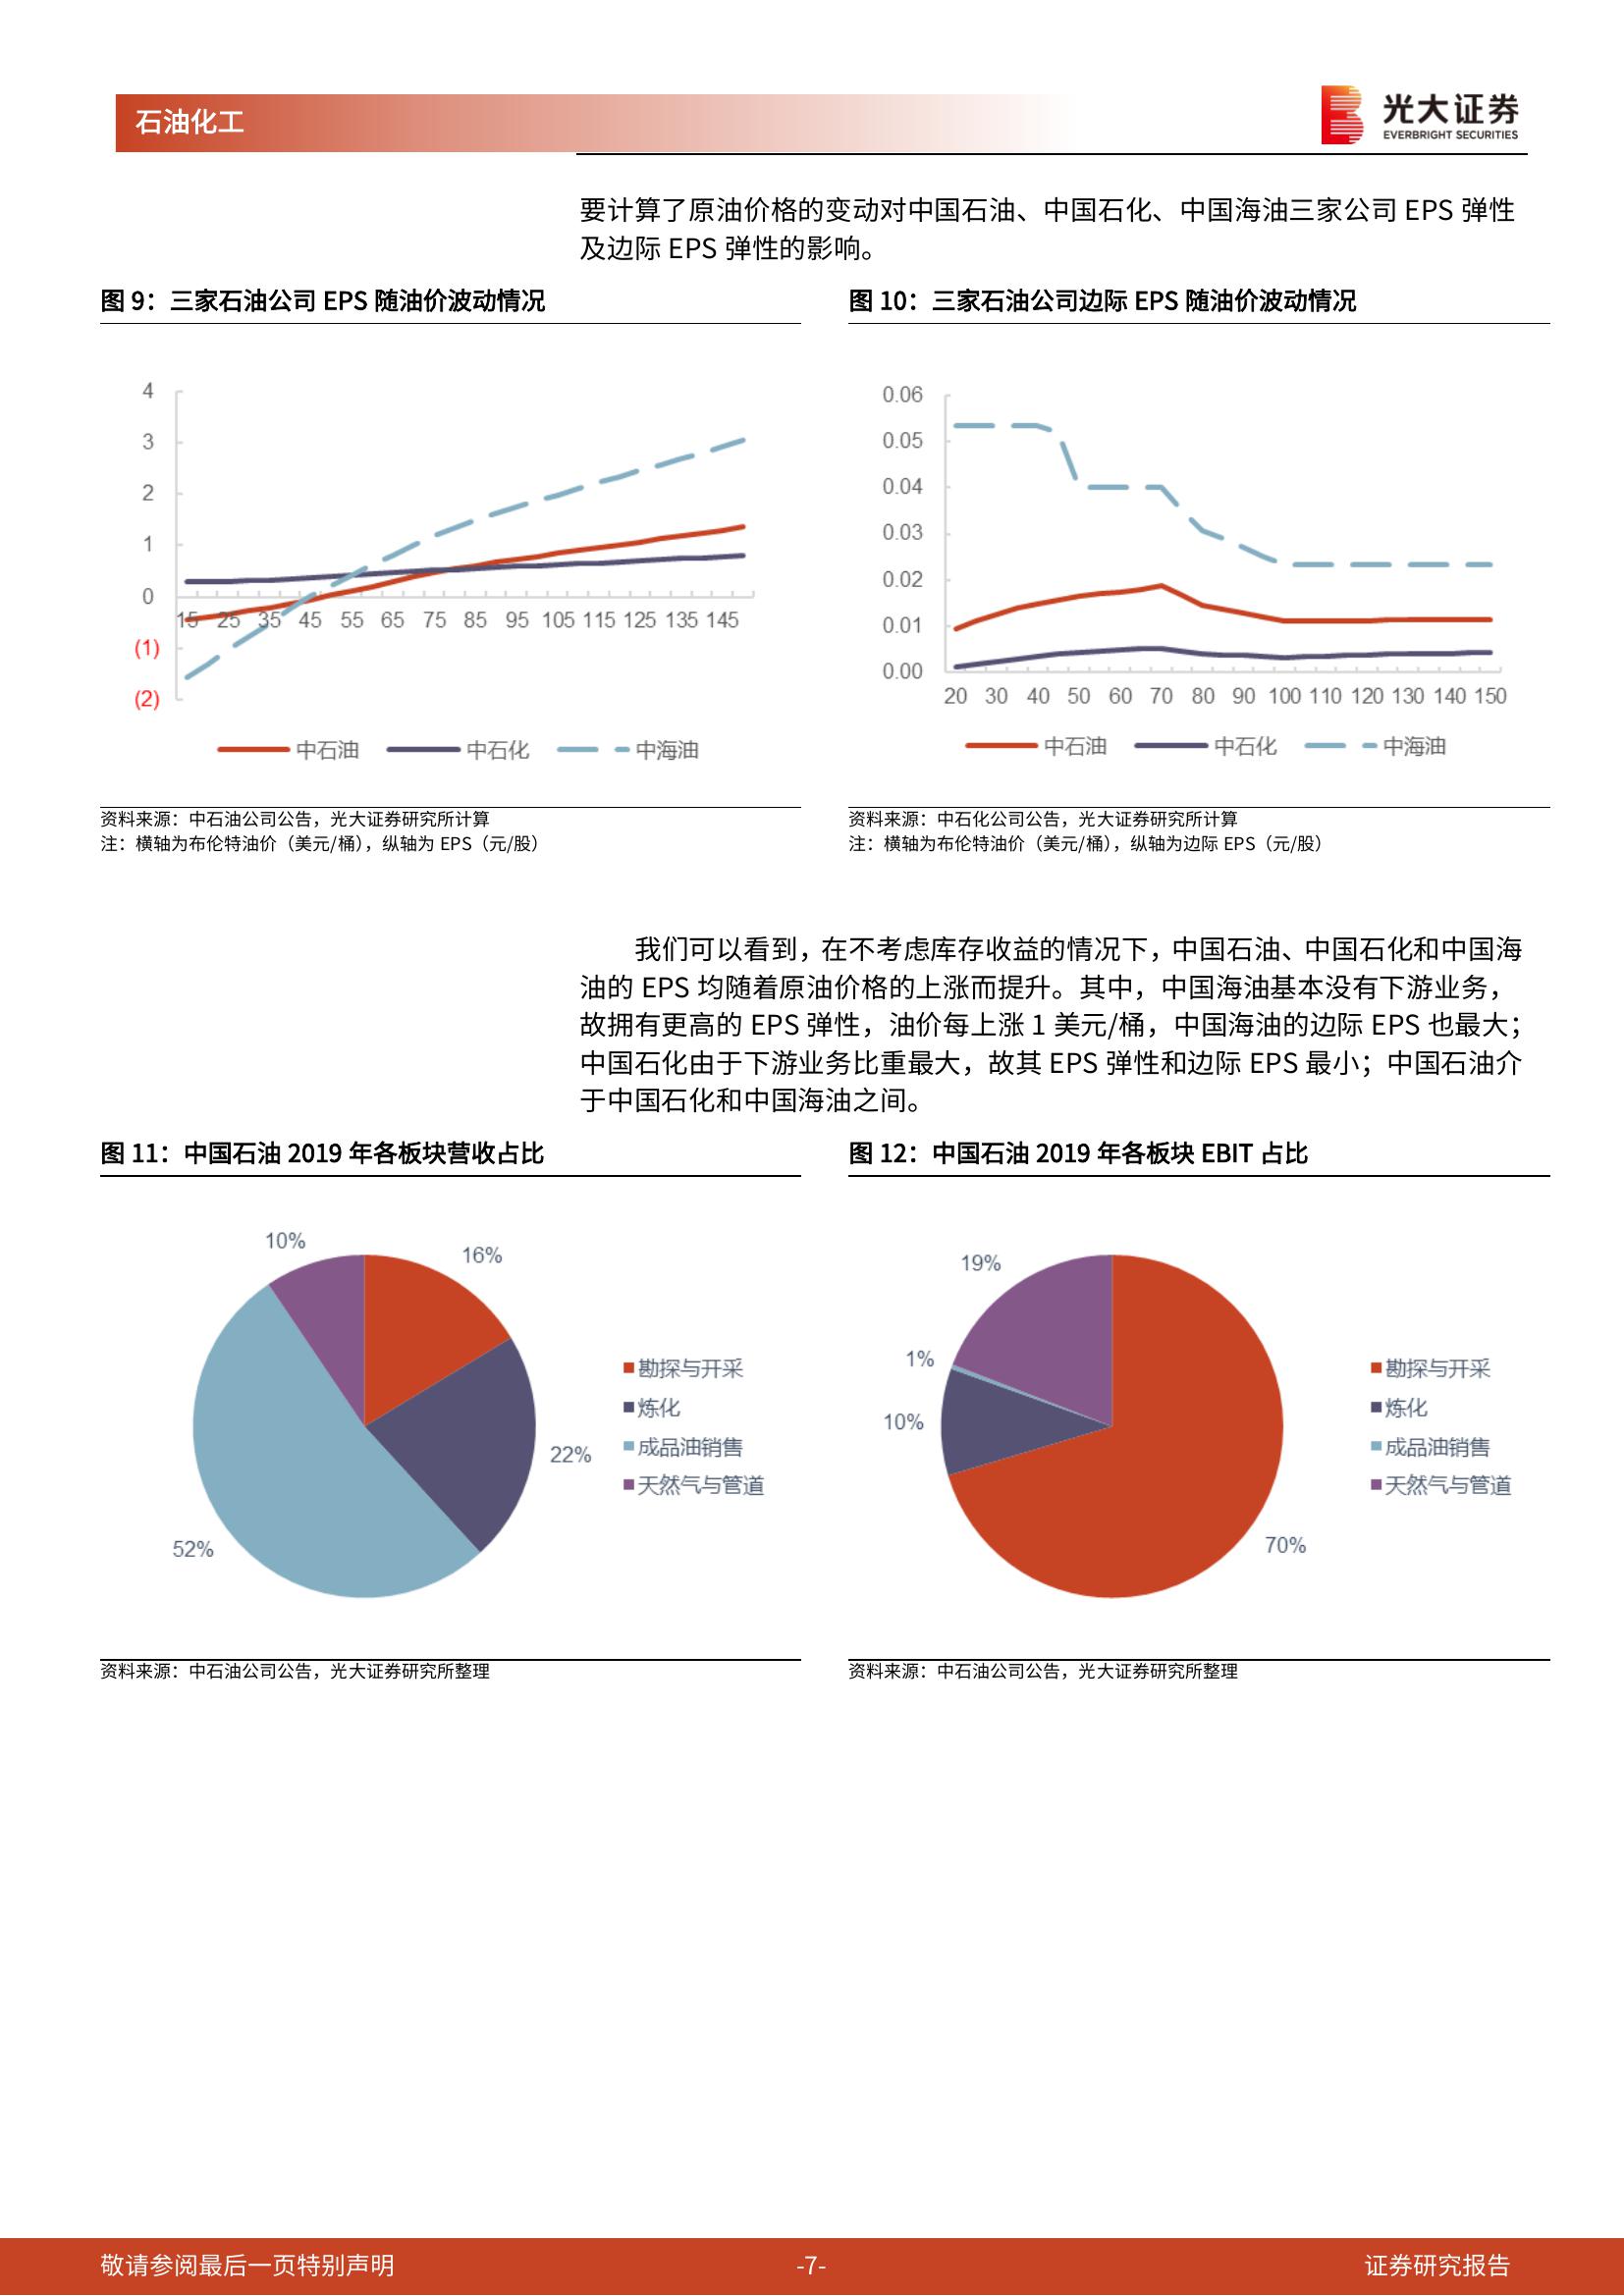 石油化工
光大证券
EVERBRIGHT SECURITIES
要计算了原油价格的变动对中国石油、中国石化、中国海油三家公司 EPS 弹性
及边际 EPS 弹性的影响。
图 9：三家石油公司 EPS 随油价波动情况
4
3
2
1
0
(1)
(2)
15 25 35 45 55 65 75 85 95 105 115 125 135 145
中石油 中石化 中海油
资料来源：中石油公司公告，光大证券研究所计算
注：横轴为布伦特油价（美元/桶），纵轴为 EPS（元/股）
图 10：三家石油公司边际 EPS 随油价波动情况
0.06
0.05
0.04
0.03
0.02
0.01
0.00
20 30 40 50 60 70 80 90 100 110 120 130 140 150
中石油 中石化 中海油
资料来源：中石化公司公告，光大证券研究所计算
注：横轴为布伦特油价（美元/桶），纵轴为边际 EPS（元/股）
我们可以看到，在不考虑库存收益的情况下，中国石油、中国石化和中国海
油的 EPS 均随着原油价格的上涨而提升。其中，中国海油基本没有下游业务，
故拥有更高的 EPS 弹性，油价每上涨 1 美元/桶，中国海油的边际 EPS 也最大；
中国石化由于下游业务比重最大，故其 EPS 弹性和边际 EPS 最小；中国石油介
于中国石化和中国海油之间。
图 11：中国石油 2019 年各板块营收占比
10%
16%
22%
52%
勘探与开采
炼化
成品油销售
天然气与管道
资料来源：中石油公司公告，光大证券研究所整理
图 12：中国石油 2019 年各板块 EBIT 占比
19%
1%
10%
70%
勘探与开采
炼化
成品油销售
天然气与管道
资料来源：中石油公司公告，光大证券研究所整理
敬请参阅最后一页特别声明
-7-
证券研究报告